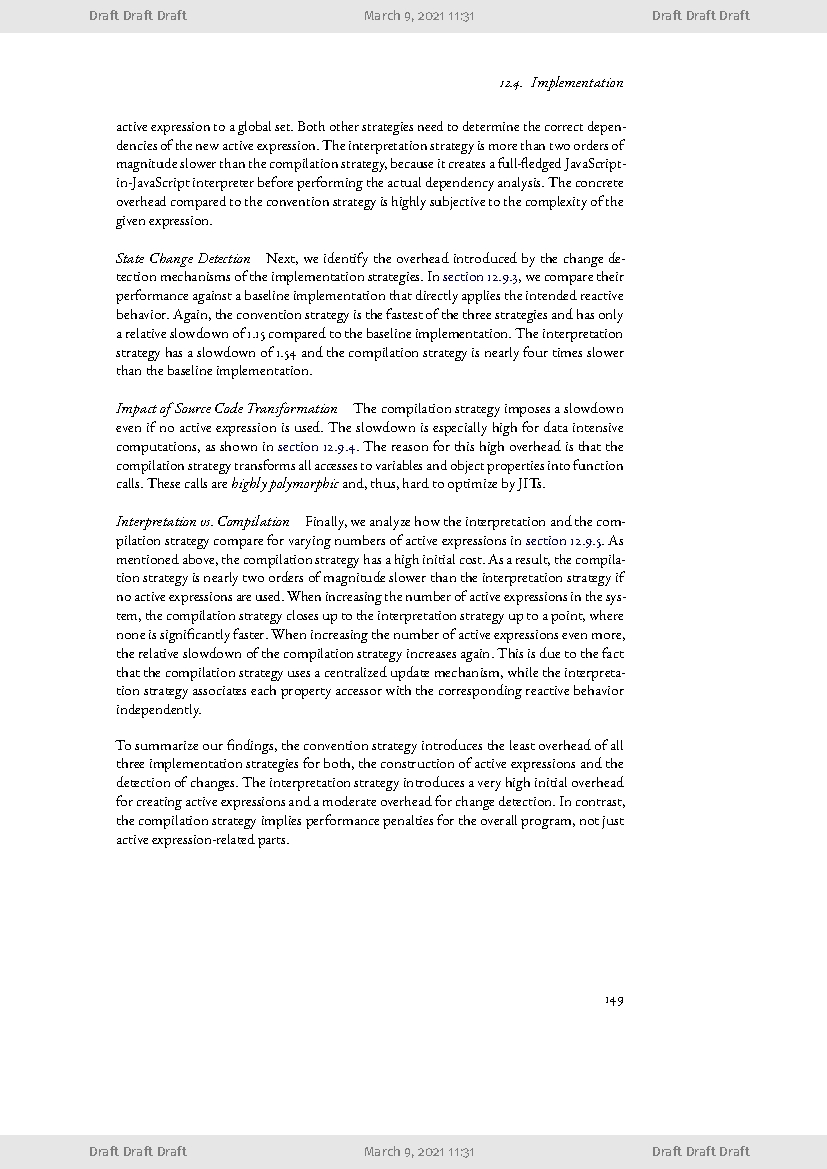 Draft Draft Draft March 9, 2021 11:31 Draft Draft Draft
12.4. Implementation
active expression to a global set. Both other strategies need to determine the correct depen-
dencies of the new active expression. The interpretation strategy is more than two orders of
magnitude slower than the compilation strategy, because it creates a full-fledged JavaScript-
in-JavaScript interpreter before performing the actual dependency analysis. The concrete
overhead compared to the convention strategy is highly subjective to the complexity of the
given expression.
State Change Detection Next, we identify the overhead introduced by the change de-
tection mechanisms of the implementation strategies. In section 12.9.3, we compare their
performance against a baseline implementation that directly applies the intended reactive
behavior. Again, the convention strategy is the fastest of the three strategies and has only
a relative slowdown of 1.15 compared to the baseline implementation. The interpretation
strategy has a slowdown of 1.54 and the compilation strategy is nearly four times slower
than the baseline implementation.
Impact of Source Code Transformation The compilation strategy imposes a slowdown
even if no active expression is used. The slowdown is especially high for data intensive
computations, as shown in section 12.9.4. The reason for this high overhead is that the
compilation strategy transforms all accesses to variables and object properties into function
calls. These calls are highly polymorphic and, thus, hard to optimize by JITs.
Interpretation vs. Compilation Finally, we analyze how the interpretation and the com-
pilation strategy compare for varying numbers of active expressions in section 12.9.5. As
mentioned above, the compilation strategy has a high initial cost. As a result, the compila-
tion strategy is nearly two orders of magnitude slower than the interpretation strategy if
no active expressions are used. When increasing the number of active expressions in the sys-
tem, the compilation strategy closes up to the interpretation strategy up to a point, where
none is significantly faster. When increasing the number of active expressions even more,
the relative slowdown of the compilation strategy increases again. This is due to the fact
that the compilation strategy uses a centralized update mechanism, while the interpreta-
tion strategy associates each property accessor with the corresponding reactive behavior
independently.
To summarize our findings, the convention strategy introduces the least overhead of all
three implementation strategies for both, the construction of active expressions and the
detection of changes. The interpretation strategy introduces a very high initial overhead
for creating active expressions and a moderate overhead for change detection. In contrast,
the compilation strategy implies performance penalties for the overall program, not just
active expression-related parts.
149
Draft Draft Draft March 9, 2021 11:31 Draft Draft Draft